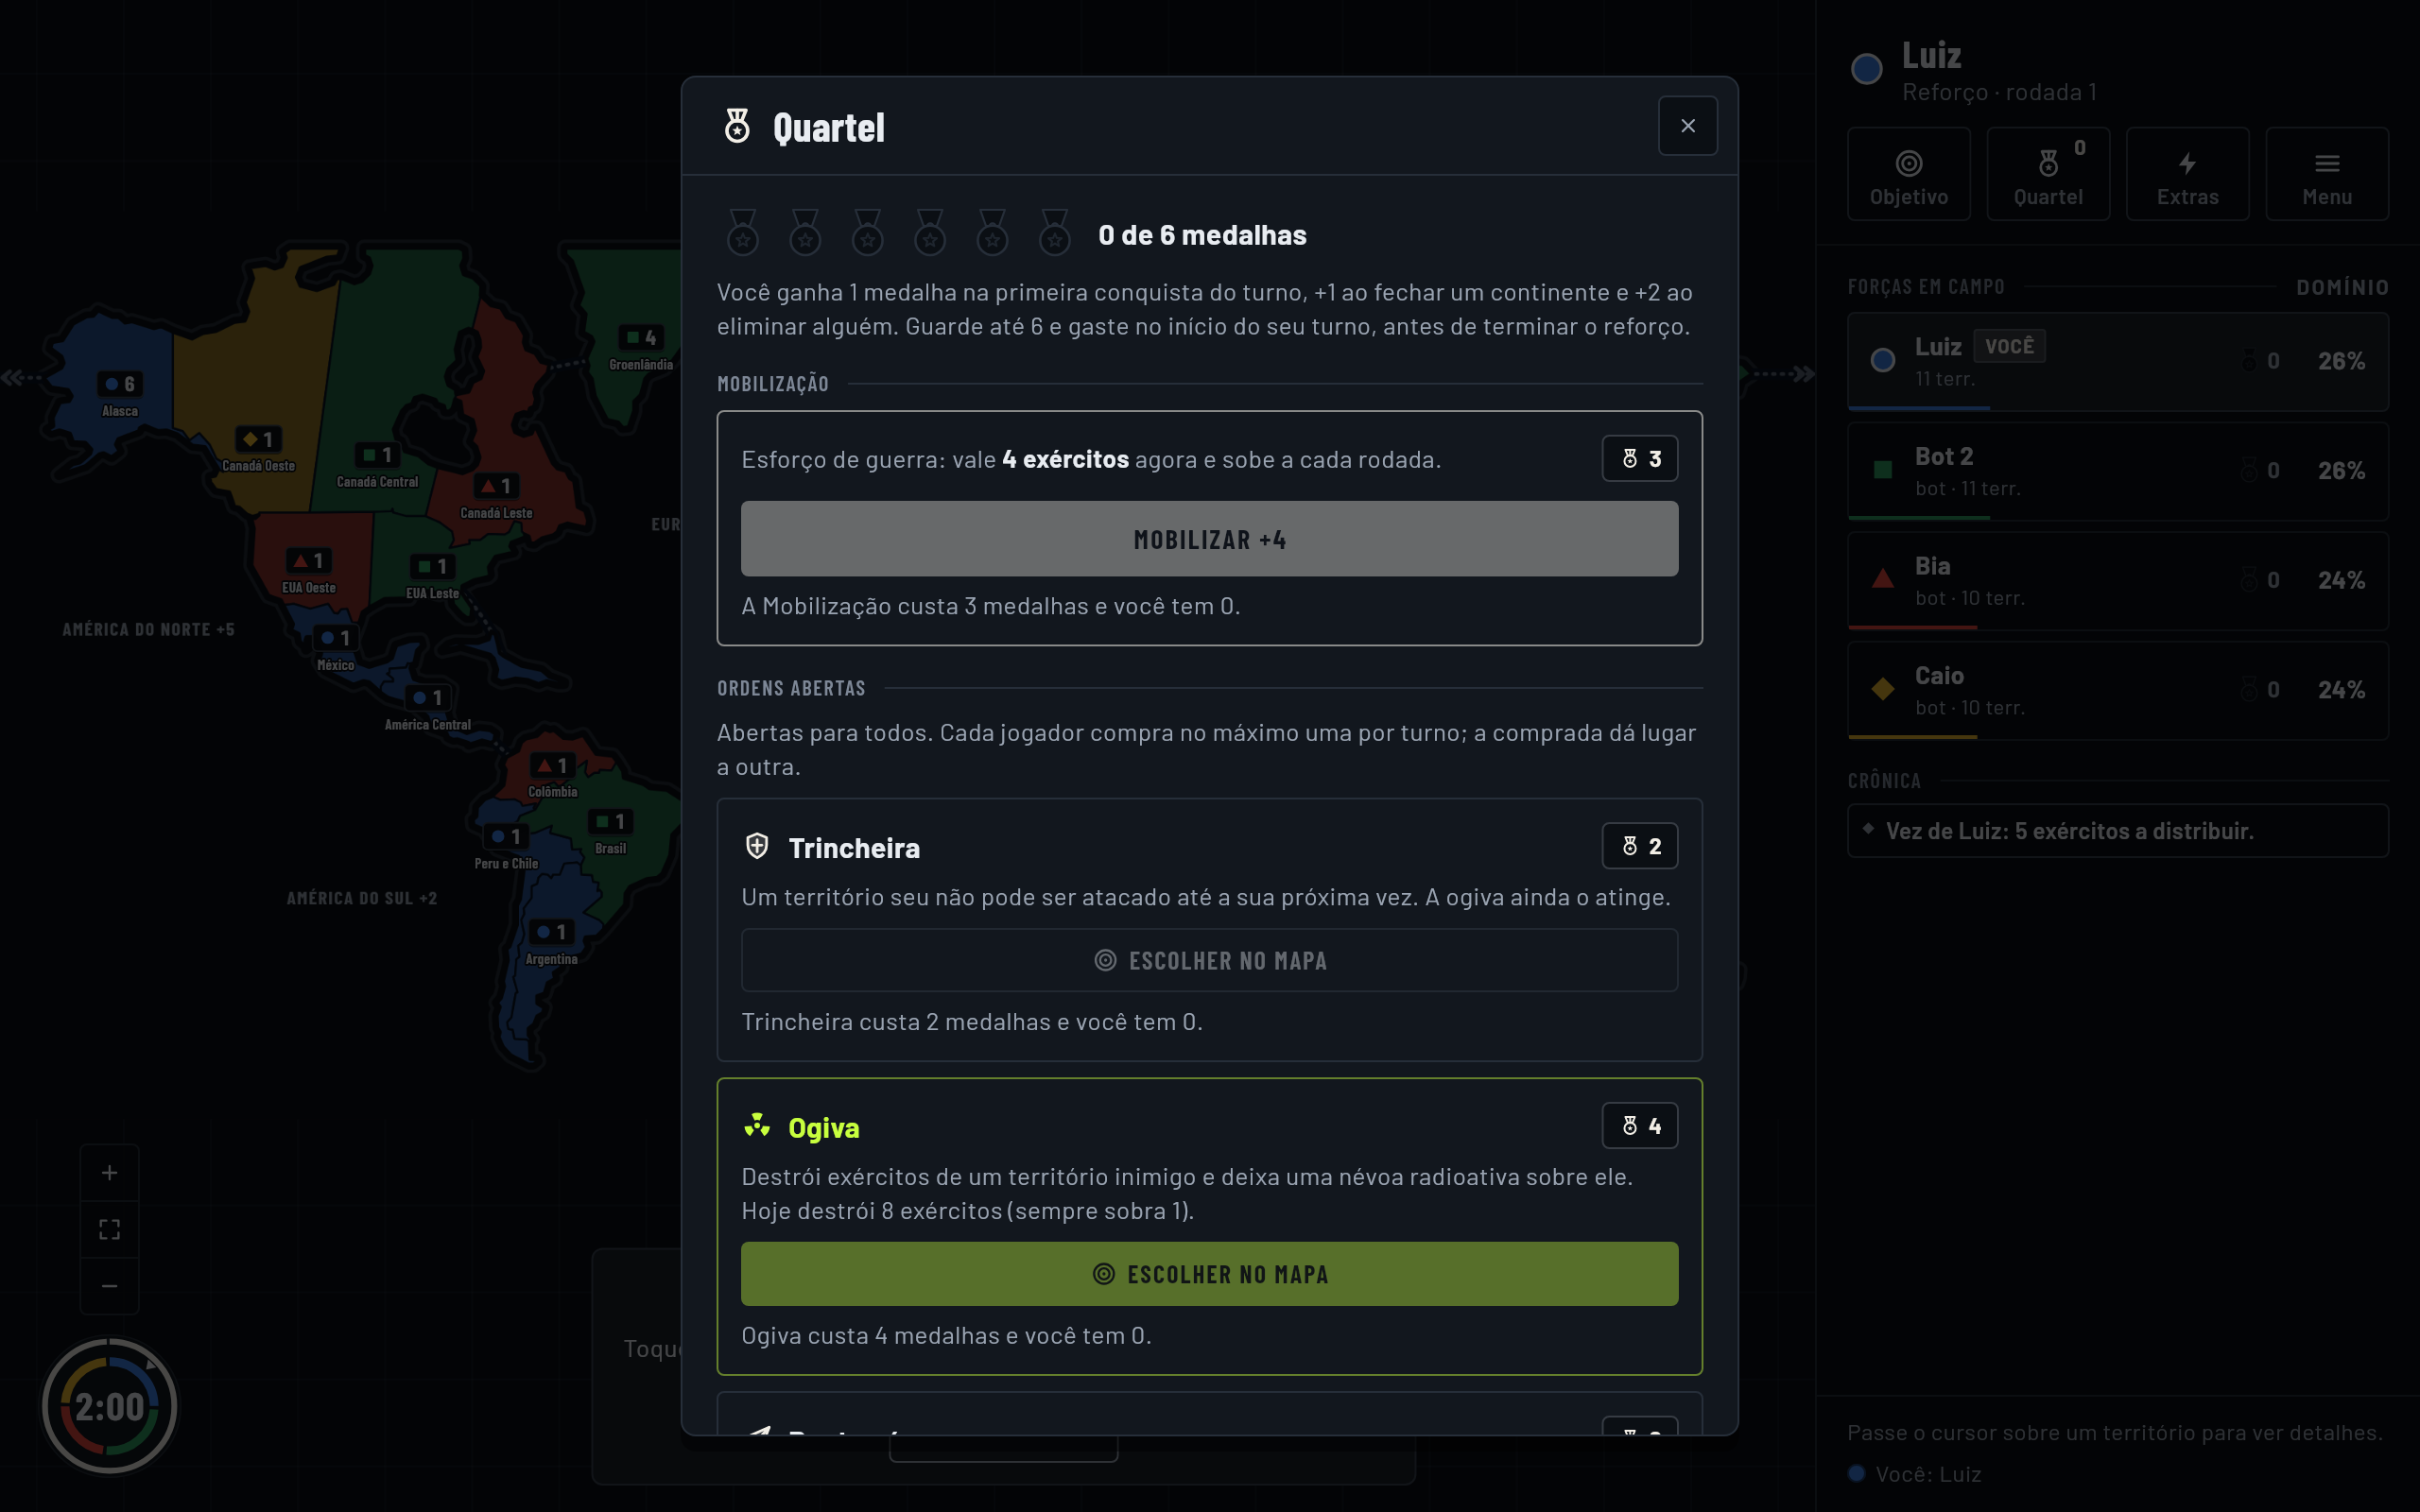 Quartel
0 de 6 medalhas
Você ganha 1 medalha na primeira conquista do turno, +1 ao fechar um continente e +2 ao
eliminar alguém. Guarde até 6 e gaste no início do seu turno, antes de terminar o reforço.
MOBILIZAÇÃO
Esforço de guerra: vale 4 exércitos agora e sobe a cada rodada.
3
MOBILIZAR +4
A Mobilização custa 3 medalhas e você tem 0.
ORDENS ABERTAS
Abertas para todos. Cada jogador compra no máximo uma por turno; a comprada dá lugar
a outra.
Trincheira
2
Um território seu não pode ser atacado até a sua próxima vez. A ogiva ainda o atinge.
ESCOLHER NO MAPA
Trincheira custa 2 medalhas e você tem 0.
Ogiva
4
Destrói exércitos de um território inimigo e deixa uma névoa radioativa sobre ele.
Hoje destrói 8 exércitos (sempre sobra 1).
ESCOLHER NO MAPA
Ogiva custa 4 medalhas e você tem 0.
4
Groenlândia
6
Alasca
1
Canadá Oeste
1
Canadá Central
1
Canadá Leste
EUR
1
EUA Oeste
1
EUA Leste
AMÉRICA DO NORTE +5
1
México
1
América Central
1
Colômbia
1
Brasil
1
Peru e Chile
AMÉRICA DO SUL +2
1
Argentina
+
−
2:00
Toque
Luiz
Reforço · rodada 1
Objetivo
0
Quartel
Extras
Menu
FORÇAS EM CAMPO
DOMÍNIO
Luiz VOCÊ
11 terr.
0 26%
Bot 2
bot · 11 terr.
0 26%
Bia
bot · 10 terr.
0 24%
Caio
bot · 10 terr.
0 24%
CRÔNICA
Vez de Luiz: 5 exércitos a distribuir.
Passe o cursor sobre um território para ver detalhes.
Você: Luiz